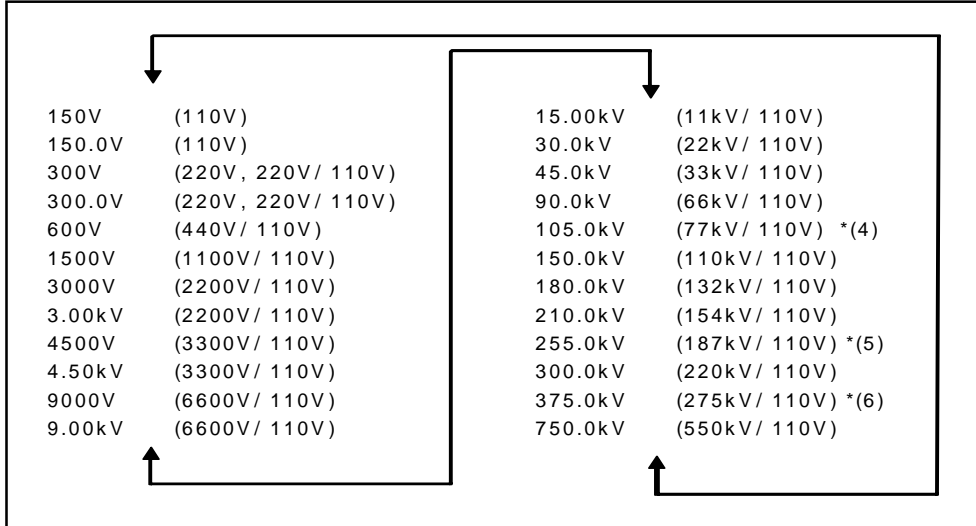 150V (110V)
150.0V (110V)
300V (220V, 220V/110V)
300.0V (220V, 220V/110V)
600V (440V/110V)
1500V (1100V/110V)
3000V (2200V/110V)
3.00kV (2200V/110V)
4500V (3300V/110V)
4.50kV (3300V/110V)
9000V (6600V/110V)
9.00kV (6600V/110V)
15.00kV (11kV/110V)
30.0kV (22kV/110V)
45.0kV (33kV/110V)
90.0kV (66kV/110V)
105.0kV (77kV/110V) *(4)
150.0kV (110kV/110V)
180.0kV (132kV/110V)
210.0kV (154kV/110V)
255.0kV (187kV/110V) *(5)
300.0kV (220kV/110V)
375.0kV (275kV/110V) *(6)
750.0kV (550kV/110V)